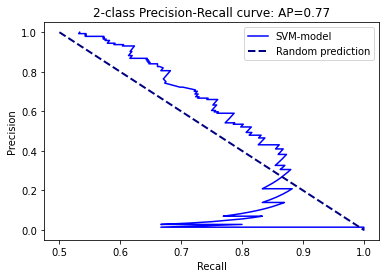 2-class Precision-Recall curve: AP=0.77
SVM-model
Random prediction
Precision
1.0
0.8
0.6
0.4
0.2
0.0
0.5 0.6 0.7 0.8 0.9 1.0
Recall